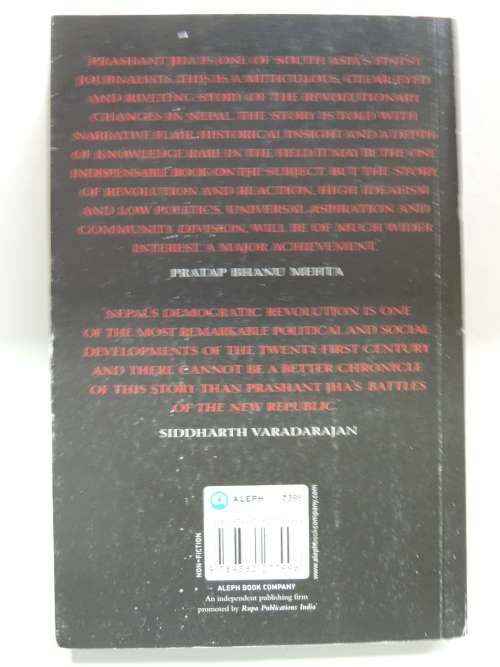 PRASHANT JHA IS ONE OF SOUTH ASIA'S FINEST
JOURNALISTS. THIS IS A METICULOUS, CLEAR-EYED
AND RIVETING STORY OF THE REVOLUTIONARY
CHANGES IN NEPAL. THE STORY IS TOLD WITH
NARRATIVE FLAIR, HISTORICAL INSIGHT AND A DEPTH
OF KNOWLEDGE RARE IN THE FIELD. IT MAY BE THE ONE
INDISPENSABLE BOOK ON THE SUBJECT. BUT THE STORY
OF REVOLUTION AND REACTION, HIGH IDEALISM
AND LOW POLITICS, UNIVERSAL ASPIRATION AND
COMMUNITY DIVISION, WILL BE OF MUCH WIDER
INTEREST. A MAJOR ACHIEVEMENT.'
PRATAP BHANU MEHTA
'NEPAL'S DEMOCRATIC REVOLUTION IS ONE
OF THE MOST REMARKABLE POLITICAL AND SOCIAL
DEVELOPMENTS OF THE TWENTY-FIRST CENTURY
AND THERE CANNOT BE A BETTER CHRONICLE
OF THIS STORY THAN PRASHANT JHA'S BATTLES
OF THE NEW REPUBLIC.'
SIDDHARTH VARADARAJAN
ALEPH ₹395
NON-FICTION
www.alephbookcompany.com
ALEPH BOOK COMPANY
An independent publishing firm
promoted by Rupa Publications India